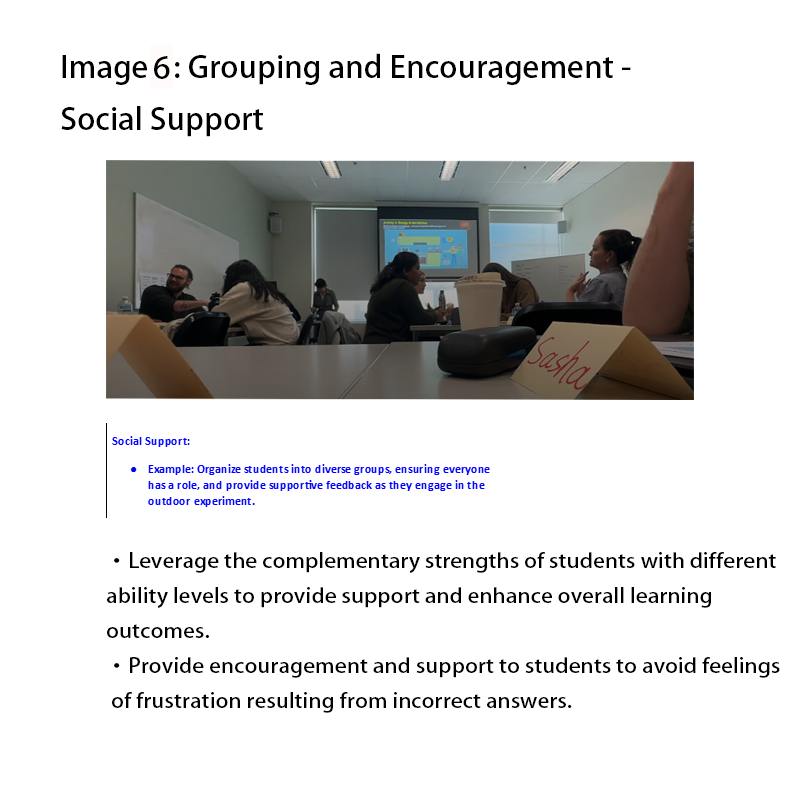 Image 6: Grouping and Encouragement -
Social Support
Sasha
Social Support:
● Example: Organize students into diverse groups, ensuring everyone
has a role, and provide supportive feedback as they engage in the
outdoor experiment.
・Leverage the complementary strengths of students with different
ability levels to provide support and enhance overall learning
outcomes.
・Provide encouragement and support to students to avoid feelings
of frustration resulting from incorrect answers.